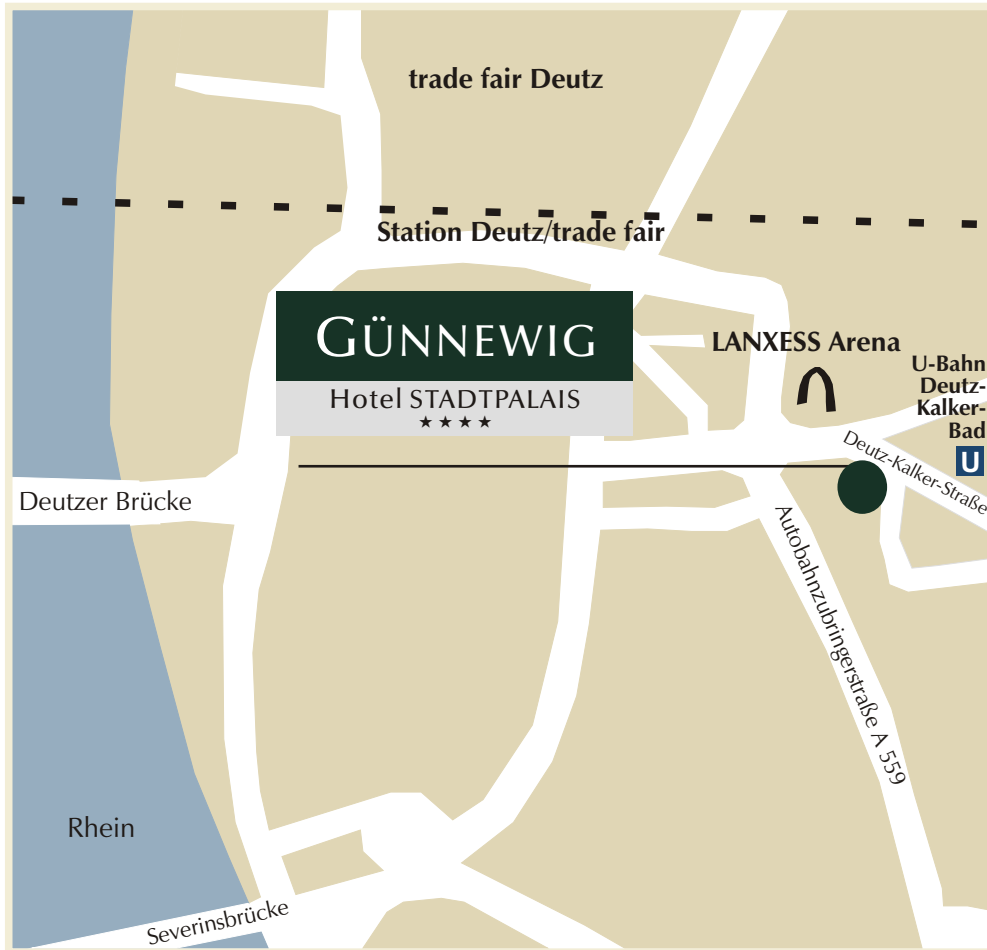 trade fair Deutz
Station Deutz/trade fair
GÜNNEWIG
Hotel STADTPALAIS
★★★★
LANXESS Arena
U-Bahn
Deutz-
Kalker-
Bad
U
Deutz-Kalker-Straße
Deutzer Brücke
Autobahnzubringerstraße A 559
Rhein
Severinsbrücke